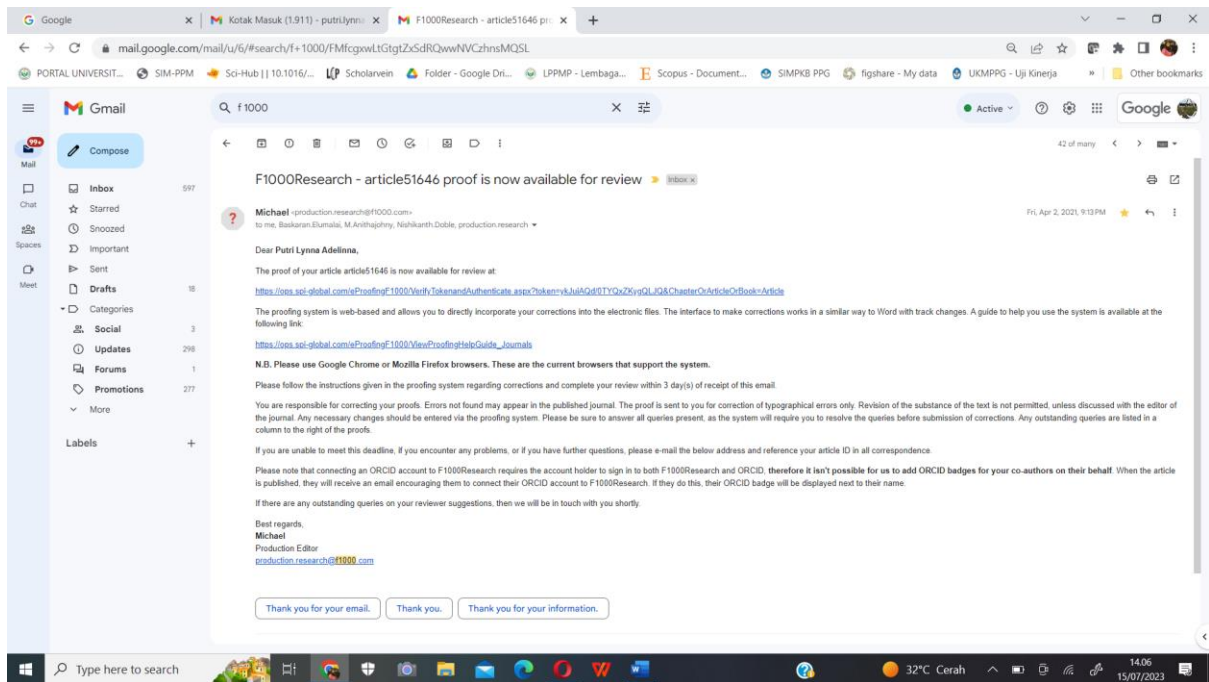 Google
Kotak Masuk (1.911) - putri.lynna
F1000Research - article51646 pro
mail.google.com/mail/u/6/#search/f+1000/FMfcgxwLtGtgtZxSdRQwwNVCzhnsMQSL
PORTAL UNIVERSIT...
SIM-PPM
Sci-Hub || 10.1016/...
Scholarvein
Folder - Google Dri...
LPPMP - Lembaga...
Scopus - Document...
SIMPKB PPG
figshare - My data
UKMPPG - Uji Kinerja
»
Other bookmarks
Gmail
f 1000
Active
Google
99+
Mail
Chat
Spaces
Meet
Compose
Inbox 597
Starred
Snoozed
Important
Sent
Drafts 18
Categories
Social 3
Updates 298
Forums 1
Promotions 277
More
Labels +
42 of many
F1000Research - article51646 proof is now available for review Inbox x
Michael <production.research@f1000.com>
Fri, Apr 2, 2021, 9:13 PM
to me, Baskaran.Elumalai, M.Anithajohny, Nishikanth.Doble, production.research
Dear Putri Lynna Adelinna,
The proof of your article article51646 is now available for review at:
https://ops.spi-global.com/eProofingF1000/VerifyTokenandAuthenticate.aspx?token=ykJuiAQd/0TYQxZKygQLJQ&ChapterOrArticleOrBook=Article
The proofing system is web-based and allows you to directly incorporate your corrections into the electronic files. The interface to make corrections works in a similar way to Word with track changes. A guide to help you use the system is available at the
following link:
https://ops.spi-global.com/eProofingF1000/ViewProofingHelpGuide_Journals
N.B. Please use Google Chrome or Mozilla Firefox browsers. These are the current browsers that support the system.
Please follow the instructions given in the proofing system regarding corrections and complete your review within 3 day(s) of receipt of this email.
You are responsible for correcting your proofs. Errors not found may appear in the published journal. The proof is sent to you for correction of typographical errors only. Revision of the substance of the text is not permitted, unless discussed with the editor of
the journal. Any necessary changes should be entered via the proofing system. Please be sure to answer all queries present, as the system will require you to resolve the queries before submission of corrections. Any outstanding queries are listed in a
column to the right of the proofs.
If you are unable to meet this deadline, if you encounter any problems, or if you have further questions, please e-mail the below address and reference your article ID in all correspondence.
Please note that connecting an ORCID account to F1000Research requires the account holder to sign in to both F1000Research and ORCID, therefore it isn't possible for us to add ORCID badges for your co-authors on their behalf. When the article
is published, they will receive an email encouraging them to connect their ORCID account to F1000Research. If they do this, their ORCID badge will be displayed next to their name.
If there are any outstanding queries on your reviewer suggestions, then we will be in touch with you shortly.
Best regards,
Michael
Production Editor
production.research@f1000.com
Thank you for your email.
Thank you.
Thank you for your information.
Type here to search
32°C Cerah
14.06
15/07/2023